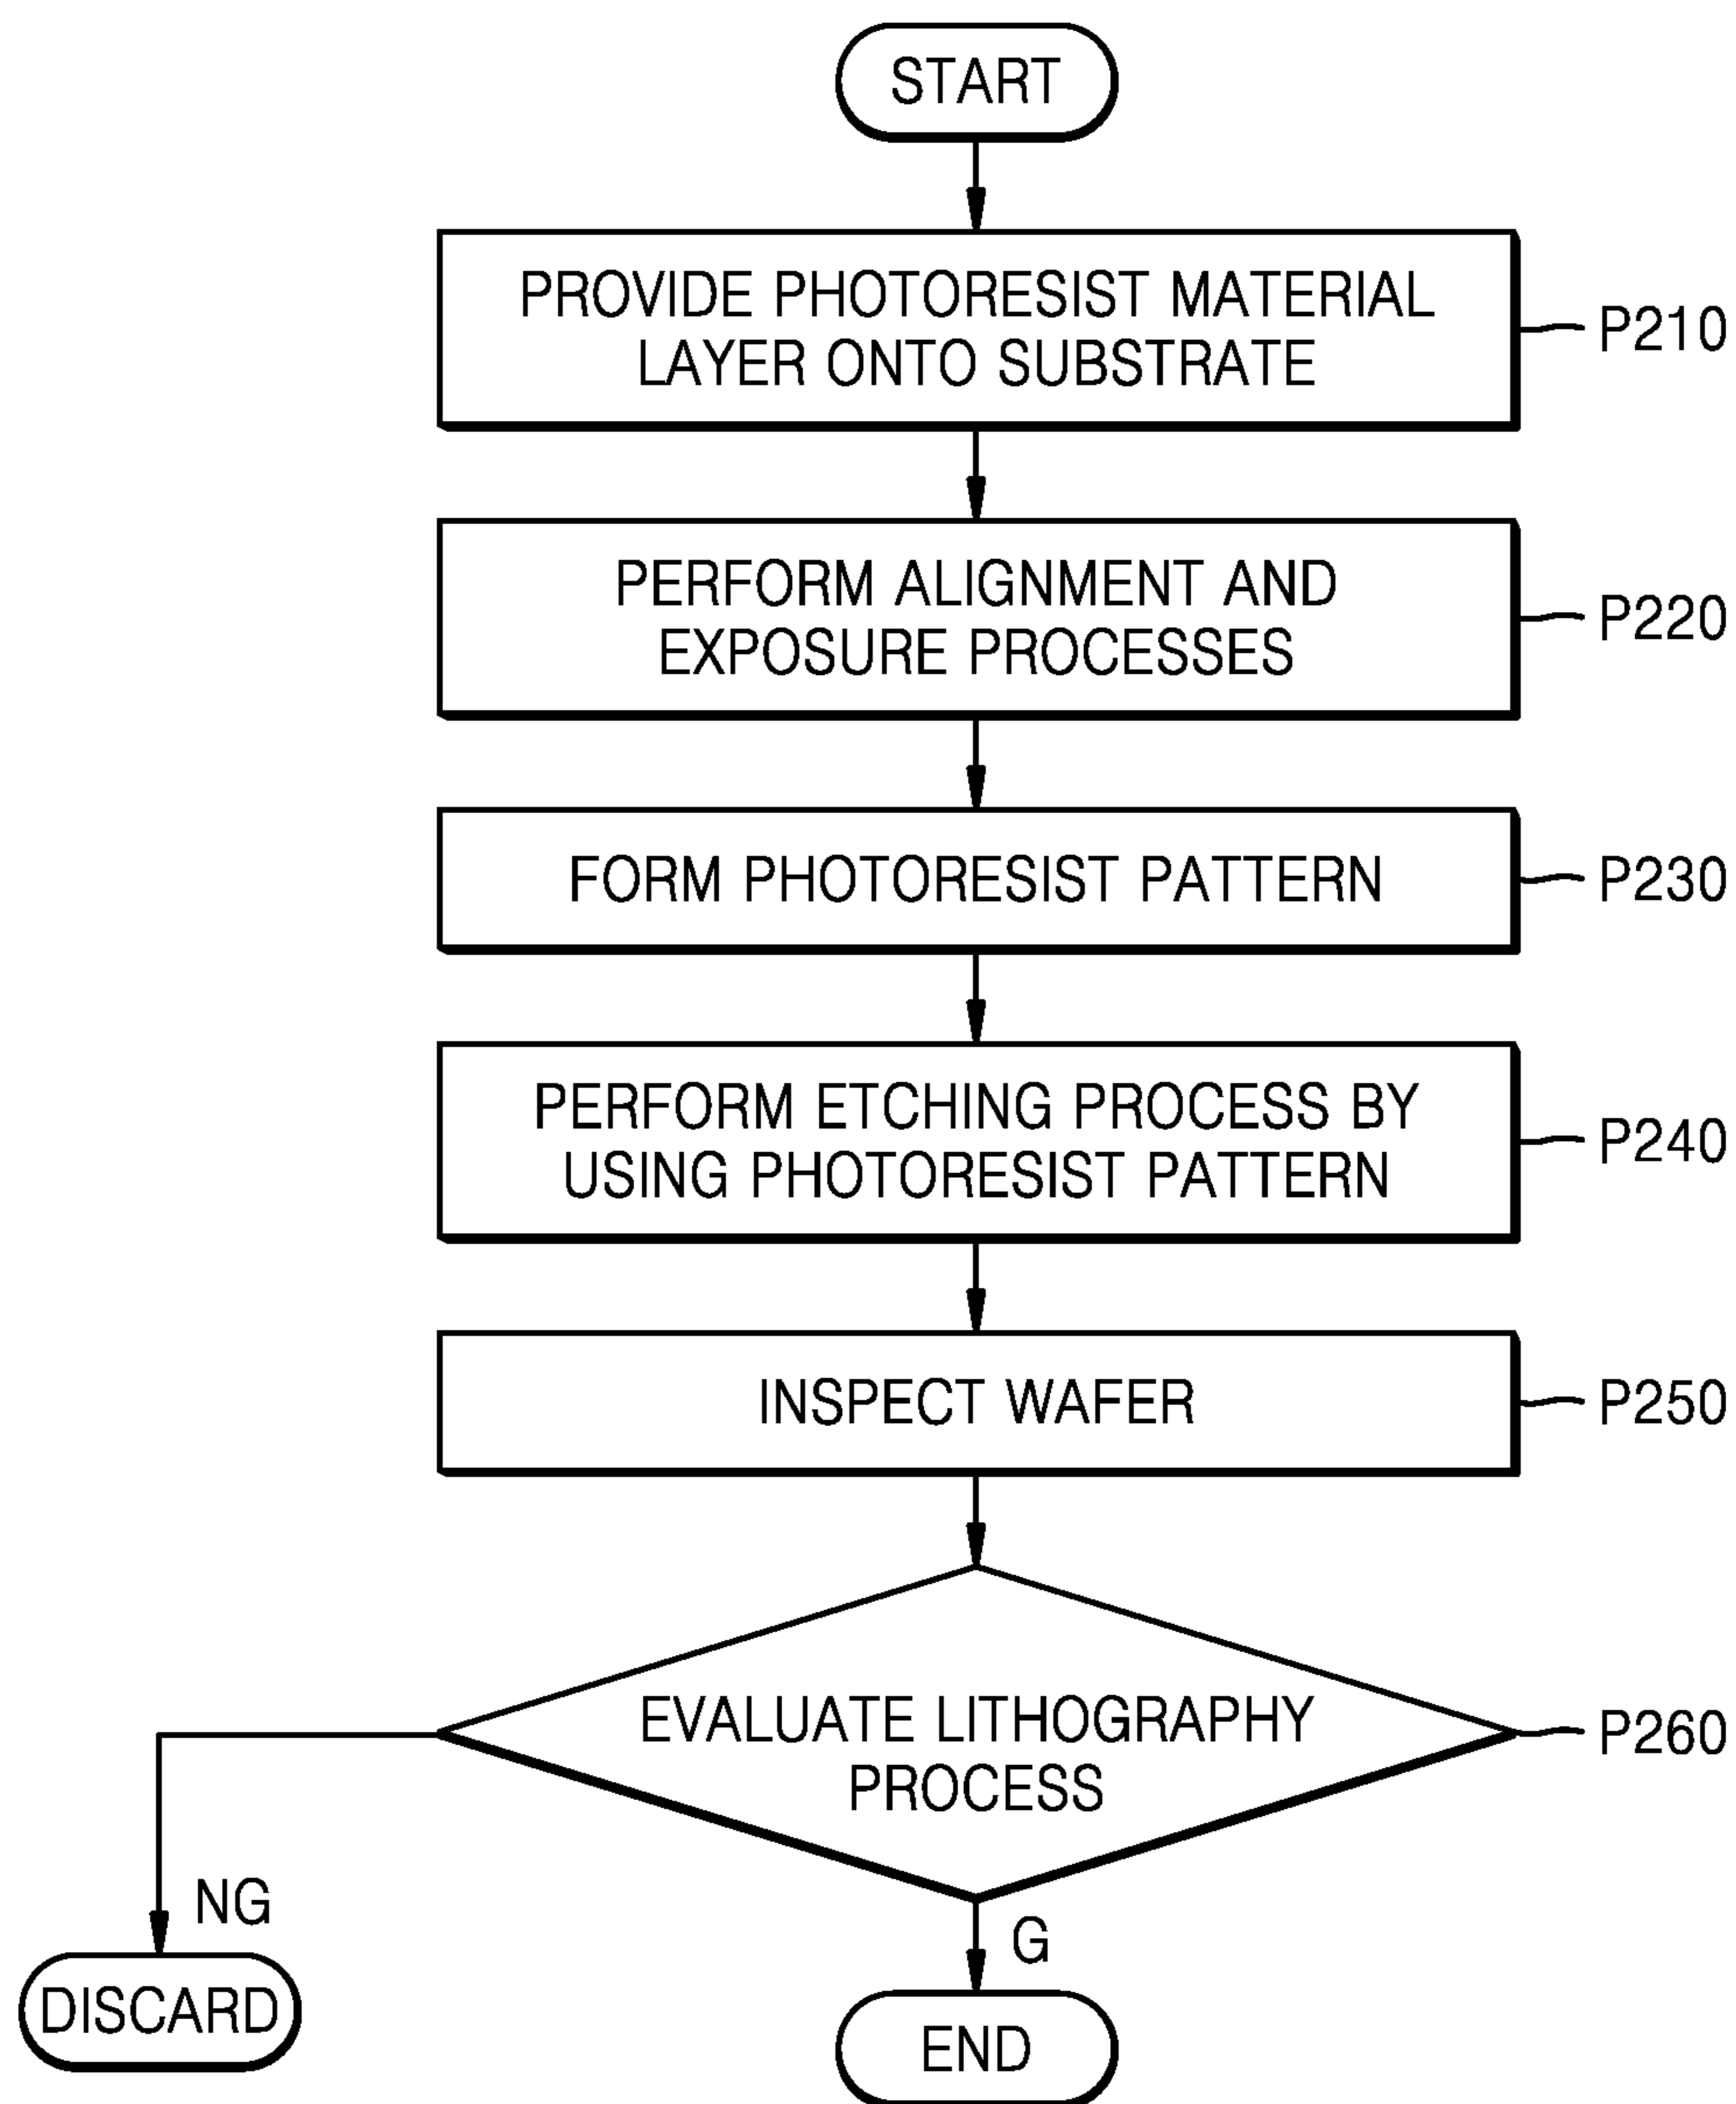 START
PROVIDE PHOTORESIST MATERIAL
LAYER ONTO SUBSTRATE
P210
PERFORM ALIGNMENT AND
EXPOSURE PROCESSES
P220
FORM PHOTORESIST PATTERN
P230
PERFORM ETCHING PROCESS BY
USING PHOTORESIST PATTERN
P240
INSPECT WAFER
P250
EVALUATE LITHOGRAPHY
PROCESS
P260
NG
G
DISCARD
END